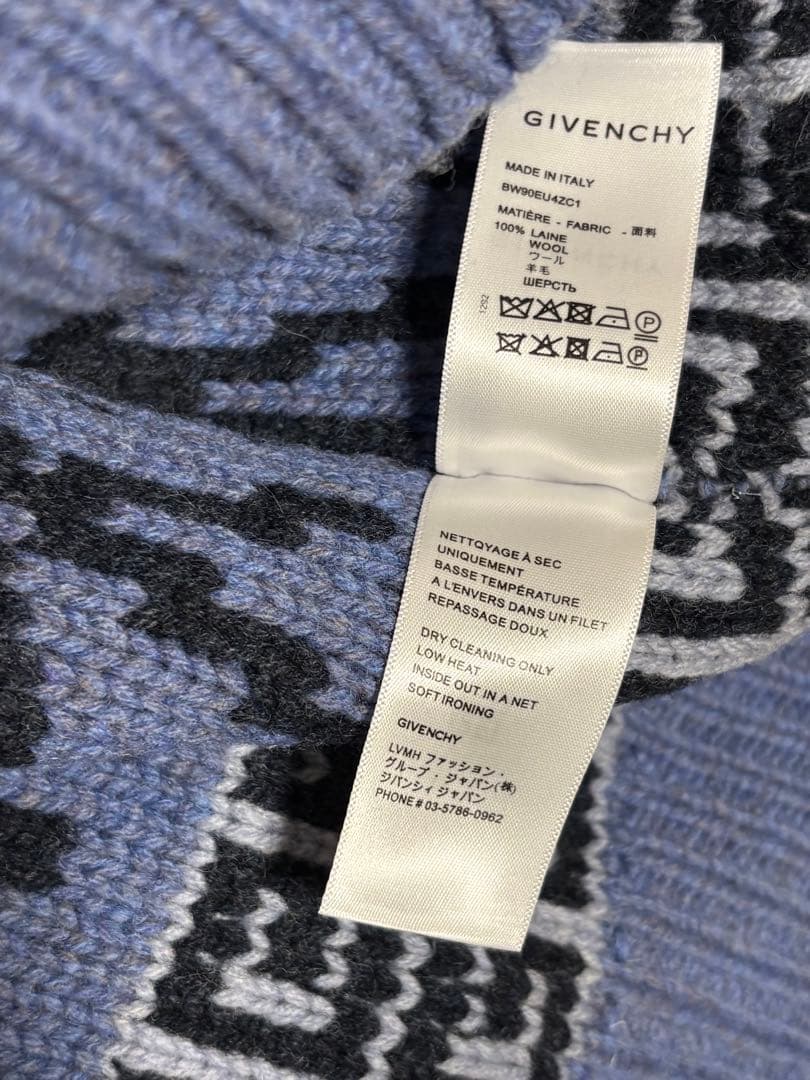 GIVENCHY
MADE IN ITALY
BW90EU4ZC1
MATIÈRE - FABRIC - 面料
100% LAINE
WOOL
ウール
羊毛
ШЕРСТЬ
1292
P
P
NETTOYAGE À SEC
UNIQUEMENT
BASSE TEMPÉRATURE
A L'ENVERS DANS UN FILET
REPASSAGE DOUX
DRY CLEANING ONLY
LOW HEAT
INSIDE OUT IN A NET
SOFT IRONING
GIVENCHY
LVMH ファッション・
グループ・ジャパン(株)
ジバンシィ ジャパン
PHONE # 03-5786-0962